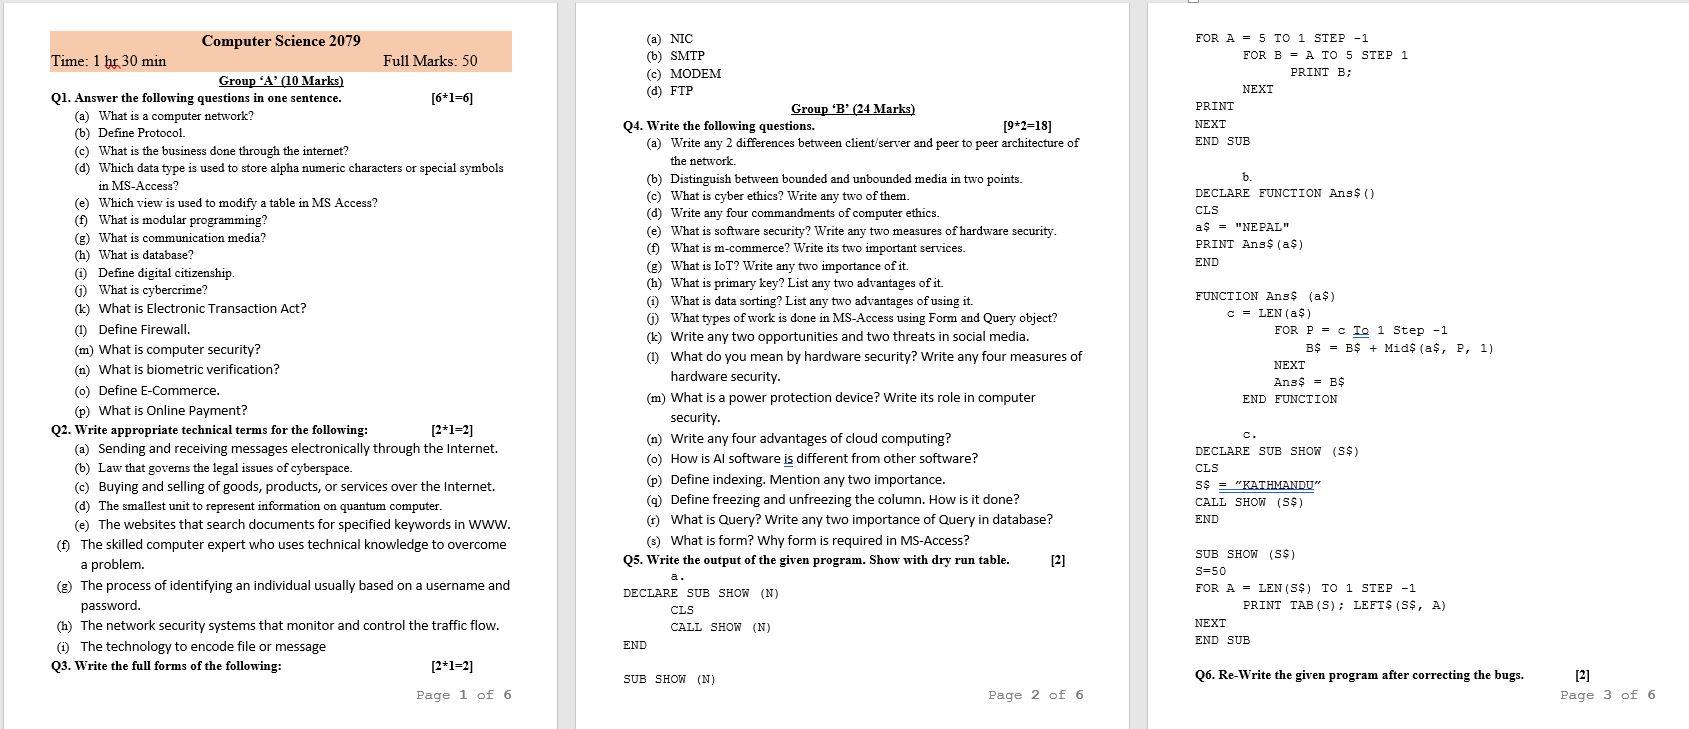 Computer Science 2079
Time: 1 hr 30 min Full Marks: 50
Group ‘A’ (10 Marks)
Q1. Answer the following questions in one sentence. [6*1=6]
(a) What is a computer network?
(b) Define Protocol.
(c) What is the business done through the internet?
(d) Which data type is used to store alpha numeric characters or special symbols
in MS-Access?
(e) Which view is used to modify a table in MS Access?
(f) What is modular programming?
(g) What is communication media?
(h) What is database?
(i) Define digital citizenship.
(j) What is cybercrime?
(k) What is Electronic Transaction Act?
(l) Define Firewall.
(m) What is computer security?
(n) What is biometric verification?
(o) Define E-Commerce.
(p) What is Online Payment?
Q2. Write appropriate technical terms for the following: [2*1=2]
(a) Sending and receiving messages electronically through the Internet.
(b) Law that governs the legal issues of cyberspace.
(c) Buying and selling of goods, products, or services over the Internet.
(d) The smallest unit to represent information on quantum computer.
(e) The websites that search documents for specified keywords in WWW.
(f) The skilled computer expert who uses technical knowledge to overcome
a problem.
(g) The process of identifying an individual usually based on a username and
password.
(h) The network security systems that monitor and control the traffic flow.
(i) The technology to encode file or message
Q3. Write the full forms of the following: [2*1=2]
Page 1 of 6
(a) NIC
(b) SMTP
(c) MODEM
(d) FTP
Group ‘B’ (24 Marks)
Q4. Write the following questions. [9*2=18]
(a) Write any 2 differences between client/server and peer to peer architecture of
the network.
(b) Distinguish between bounded and unbounded media in two points.
(c) What is cyber ethics? Write any two of them.
(d) Write any four commandments of computer ethics.
(e) What is software security? Write any two measures of hardware security.
(f) What is m-commerce? Write its two important services.
(g) What is IoT? Write any two importance of it.
(h) What is primary key? List any two advantages of it.
(i) What is data sorting? List any two advantages of using it.
(j) What types of work is done in MS-Access using Form and Query object?
(k) Write any two opportunities and two threats in social media.
(l) What do you mean by hardware security? Write any four measures of
hardware security.
(m) What is a power protection device? Write its role in computer
security.
(n) Write any four advantages of cloud computing?
(o) How is AI software is different from other software?
(p) Define indexing. Mention any two importance.
(q) Define freezing and unfreezing the column. How is it done?
(r) What is Query? Write any two importance of Query in database?
(s) What is form? Why form is required in MS-Access?
Q5. Write the output of the given program. Show with dry run table. [2]
a.
DECLARE SUB SHOW (N)
CLS
CALL SHOW (N)
END
SUB SHOW (N)
Page 2 of 6
FOR A = 5 TO 1 STEP -1
FOR B = A TO 5 STEP 1
PRINT B;
NEXT
PRINT
NEXT
END SUB
b.
DECLARE FUNCTION Ans$()
CLS
a$ = "NEPAL"
PRINT Ans$(a$)
END
FUNCTION Ans$ (a$)
c = LEN(a$)
FOR P = c To 1 Step -1
B$ = B$ + Mid$(a$, P, 1)
NEXT
Ans$ = B$
END FUNCTION
c.
DECLARE SUB SHOW (S$)
CLS
S$ = “KATHMANDU”
CALL SHOW (S$)
END
SUB SHOW (S$)
S=50
FOR A = LEN(S$) TO 1 STEP -1
PRINT TAB(S); LEFT$(S$, A)
NEXT
END SUB
Q6. Re-Write the given program after correcting the bugs. [2]
Page 3 of 6